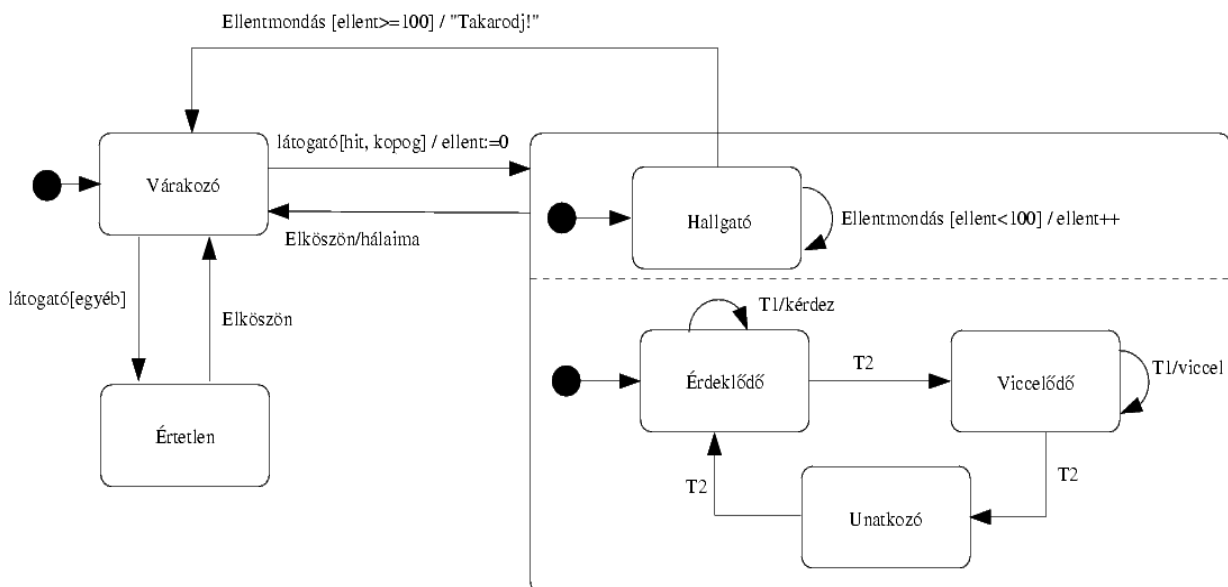 Ellentmondás [ellent>=100] / "Takarodj!"
látogató[hit, kopog] / ellent:=0
Várakozó
Hallgató
Ellentmondás [ellent<100] / ellent++
Elköszön/hálaima
látogató[egyéb]
Elköszön
T1/kérdez
Érdeklődő
T2
Viccelődő
T1/viccel
Értetlen
T2
T2
Unatkozó